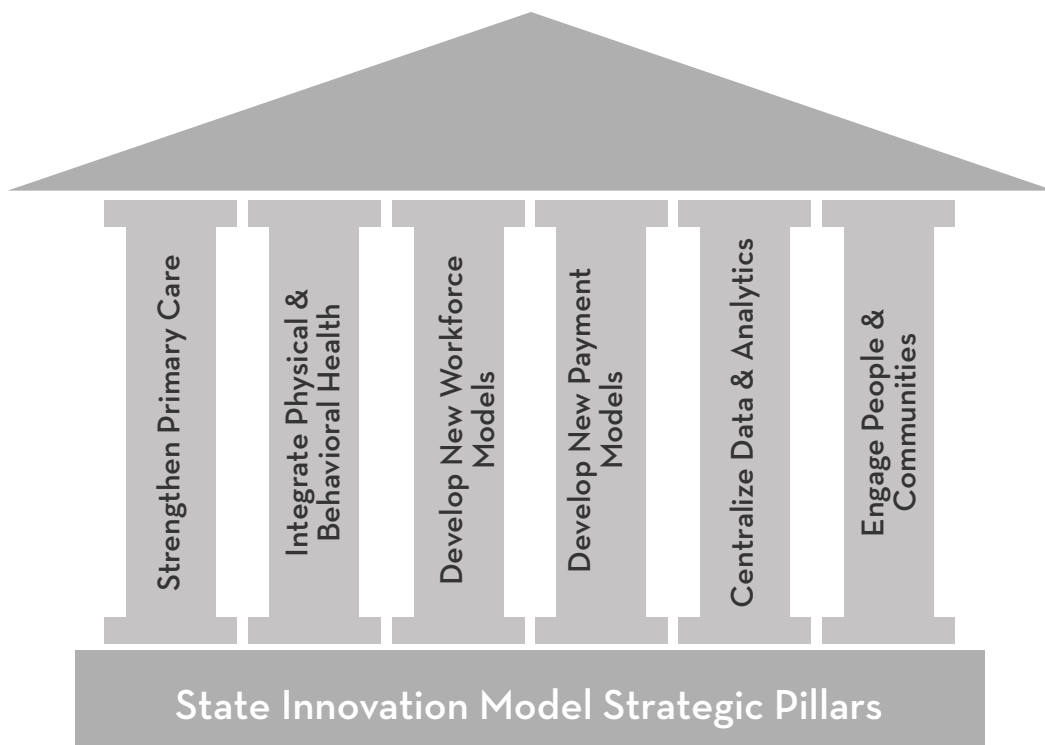 Strengthen Primary Care
Integrate Physical &
Behavioral Health
Develop New Workforce
Models
Develop New Payment
Models
Centralize Data & Analytics
Engage People &
Communities
State Innovation Model Strategic Pillars